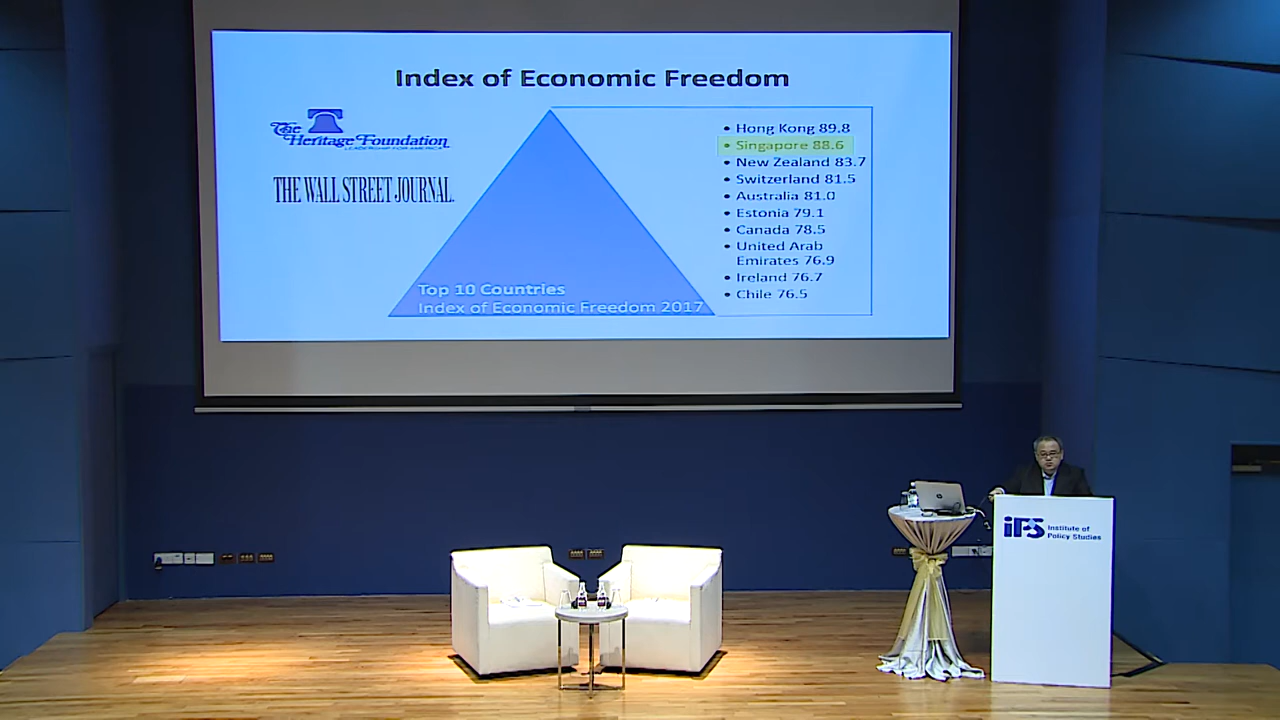 Index of Economic Freedom
The
Heritage Foundation
LEADERSHIP FOR AMERICA
THE WALL STREET JOURNAL.
• Hong Kong 89.8
• Singapore 88.6
• New Zealand 83.7
• Switzerland 81.5
• Australia 81.0
• Estonia 79.1
• Canada 78.5
• United Arab
Emirates 76.9
• Ireland 76.7
• Chile 76.5
Top 10 Countries
Index of Economic Freedom 2017
iPS Institute of
Policy Studies